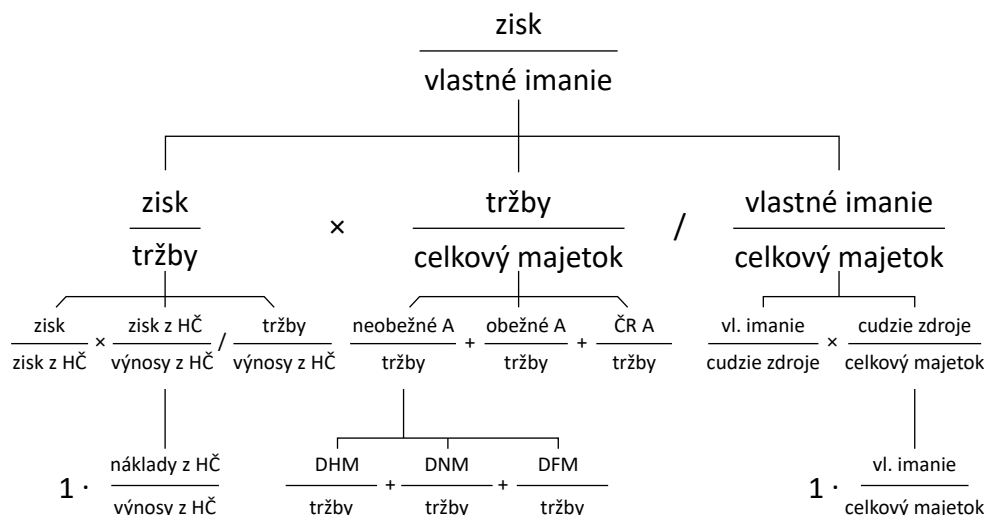 zisk
vlastné imanie
zisk × tržby / vlastné imanie
tržby celkový majetok celkový majetok
zisk × zisk z HČ / tržby neobežné A + obežné A + ČR A vl. imanie × cudzie zdroje
zisk z HČ výnosy z HČ výnosy z HČ tržby tržby tržby cudzie zdroje celkový majetok
1 · náklady z HČ DHM + DNM + DFM 1 · vl. imanie
výnosy z HČ tržby tržby tržby celkový majetok